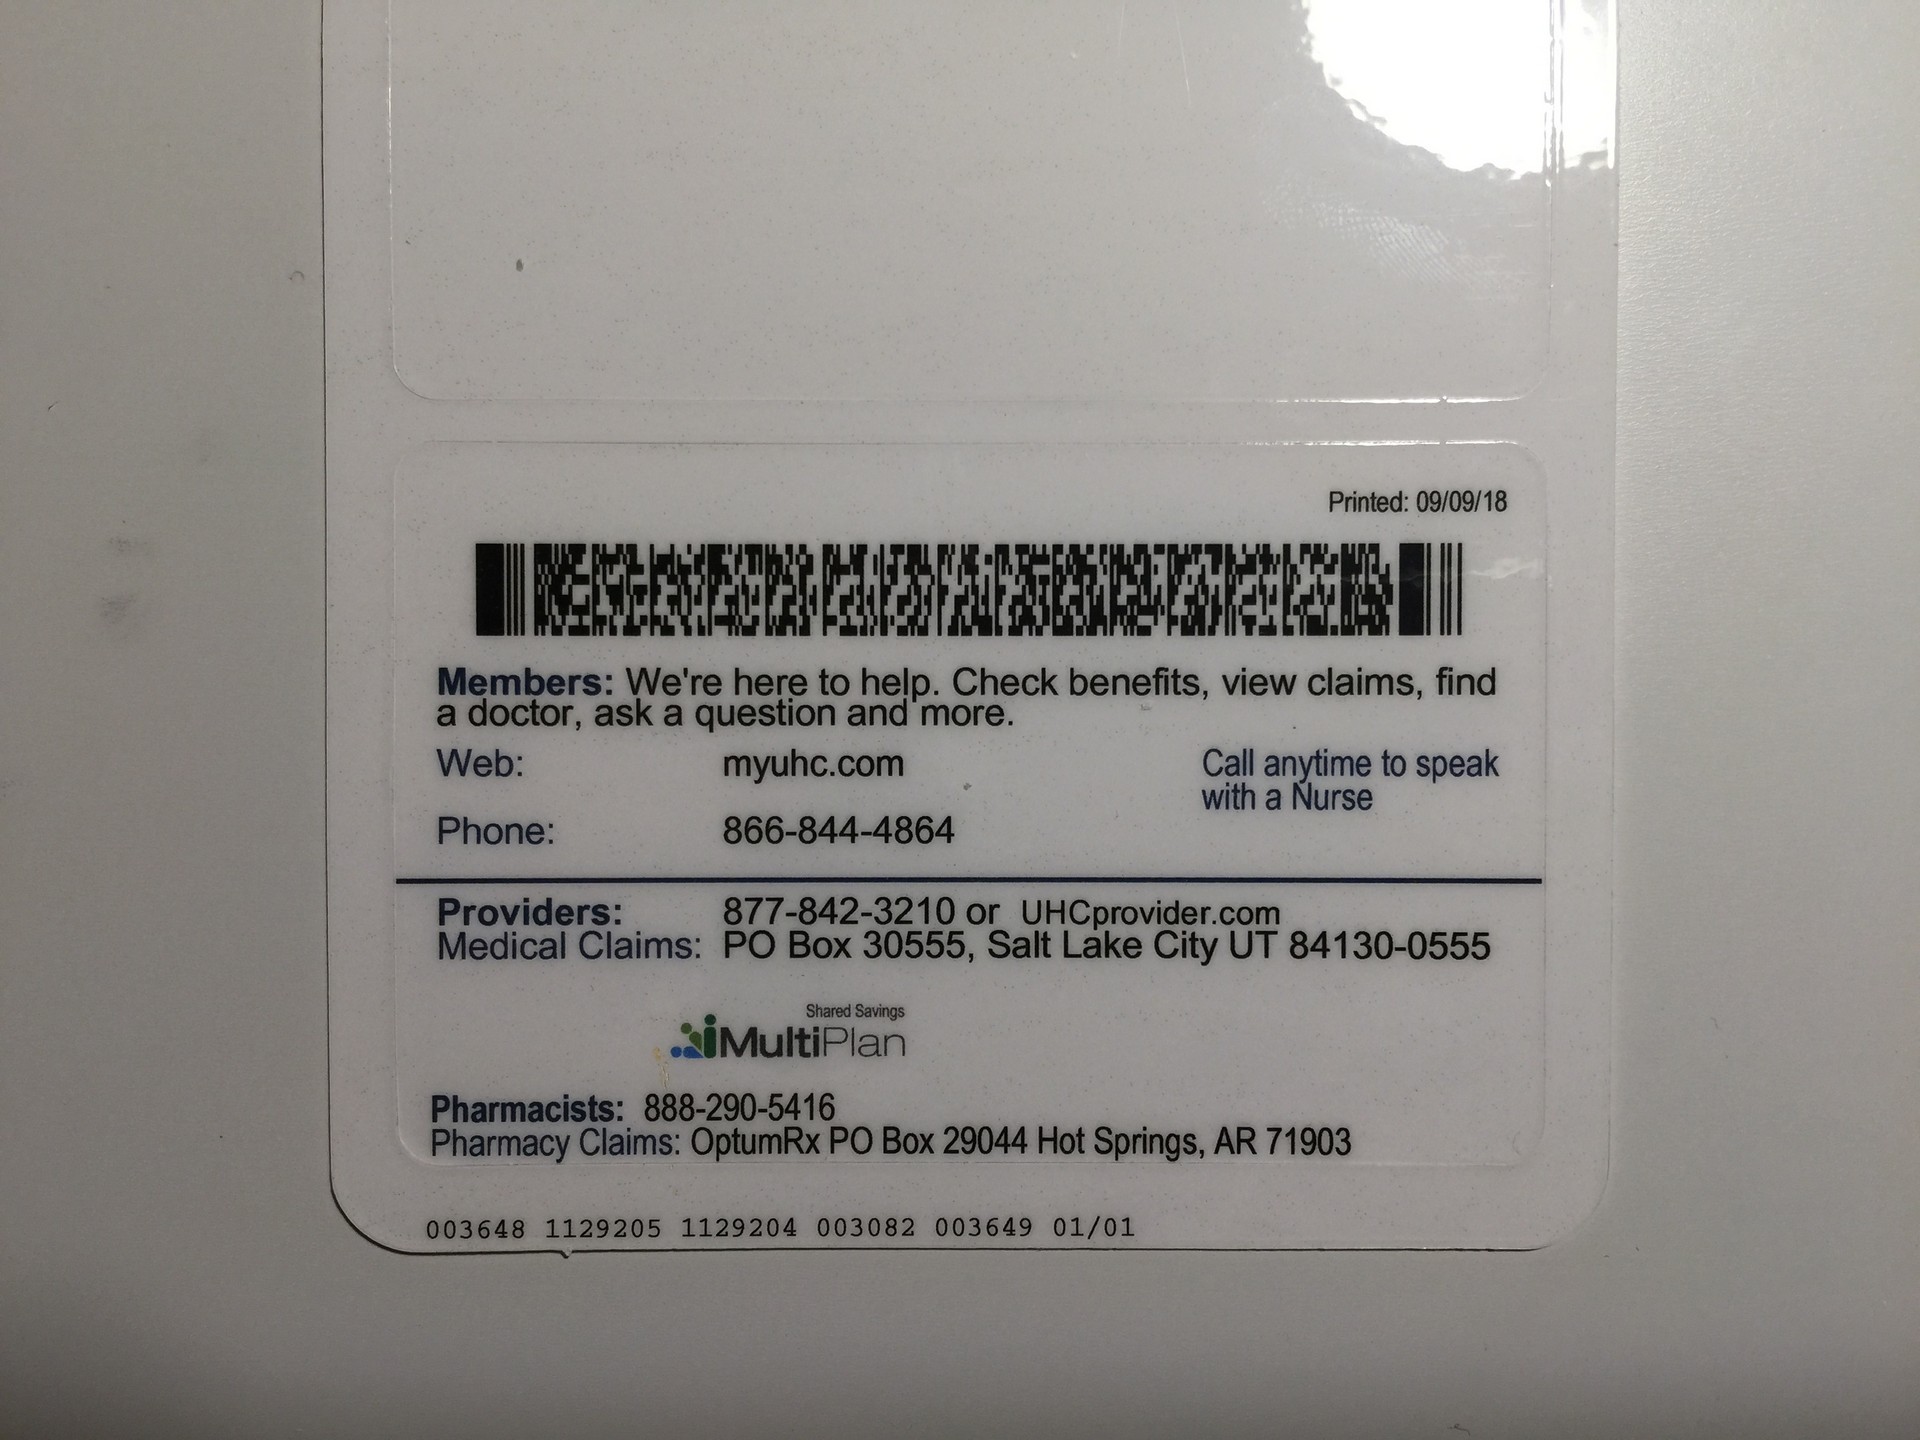 Printed: 09/09/18
Members: We're here to help. Check benefits, view claims, find
a doctor, ask a question and more.
Web: myuhc.com
Call anytime to speak
with a Nurse
Phone: 866-844-4864
Providers: 877-842-3210 or UHCprovider.com
Medical Claims: PO Box 30555, Salt Lake City UT 84130-0555
Shared Savings
MultiPlan
Pharmacists: 888-290-5416
Pharmacy Claims: OptumRx PO Box 29044 Hot Springs, AR 71903
003648 1129205 1129204 003082 003649 01/01